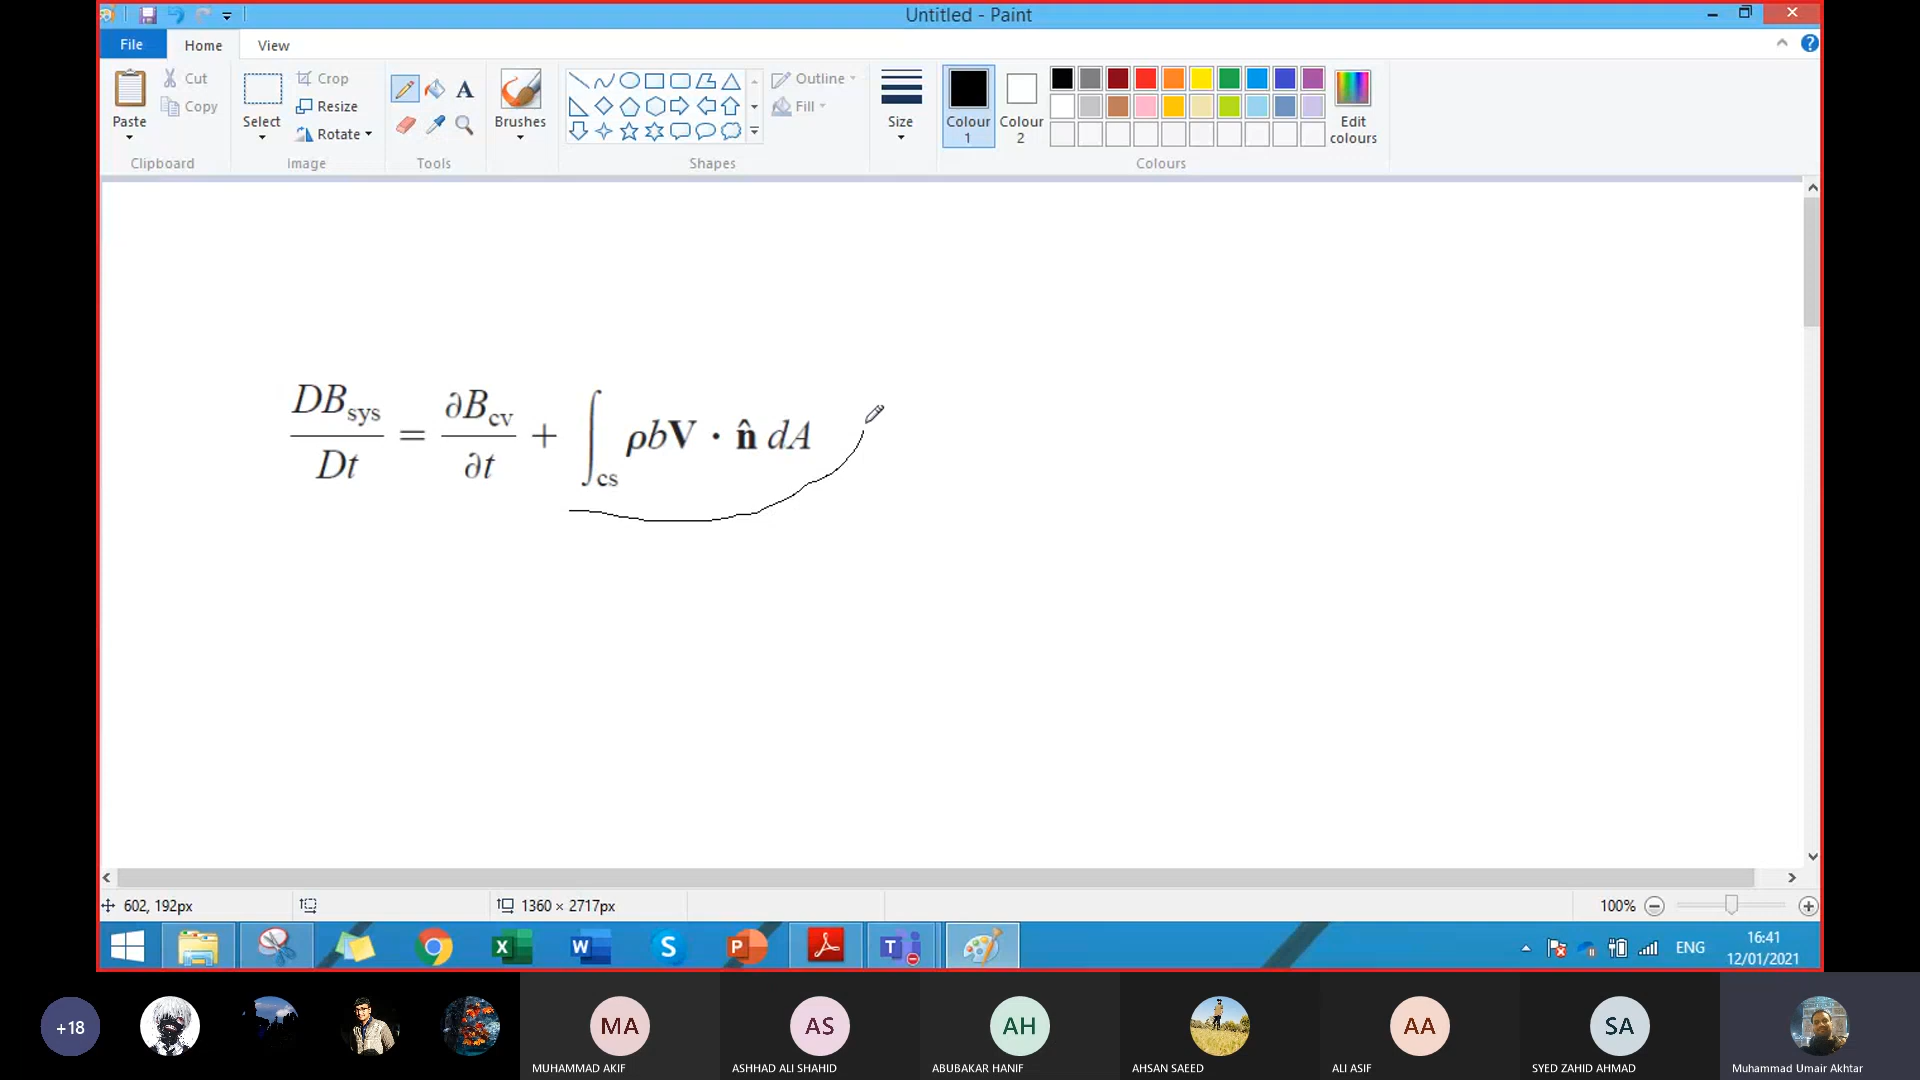 Untitled - Paint
File Home View
Cut
Copy
Paste
Clipboard
Crop
Resize
Rotate
Select
Image
A
Tools
Brushes
Outline
Fill
Shapes
Size
Colour 1
Colour 2
Edit colours
Colours
DB_sys/Dt = ∂B_cv/∂t + ∫_cs ρbV · n̂ dA
602, 192px
1360 × 2717px
100%
ENG
16:41
12/01/2021
+18
MA
AS
AH
AA
SA
MUHAMMAD AKIF
ASHHAD ALI SHAHID
ABUBAKAR HANIF
AHSAN SAEED
ALI ASIF
SYED ZAHID AHMAD
Muhammad Umair Akhtar